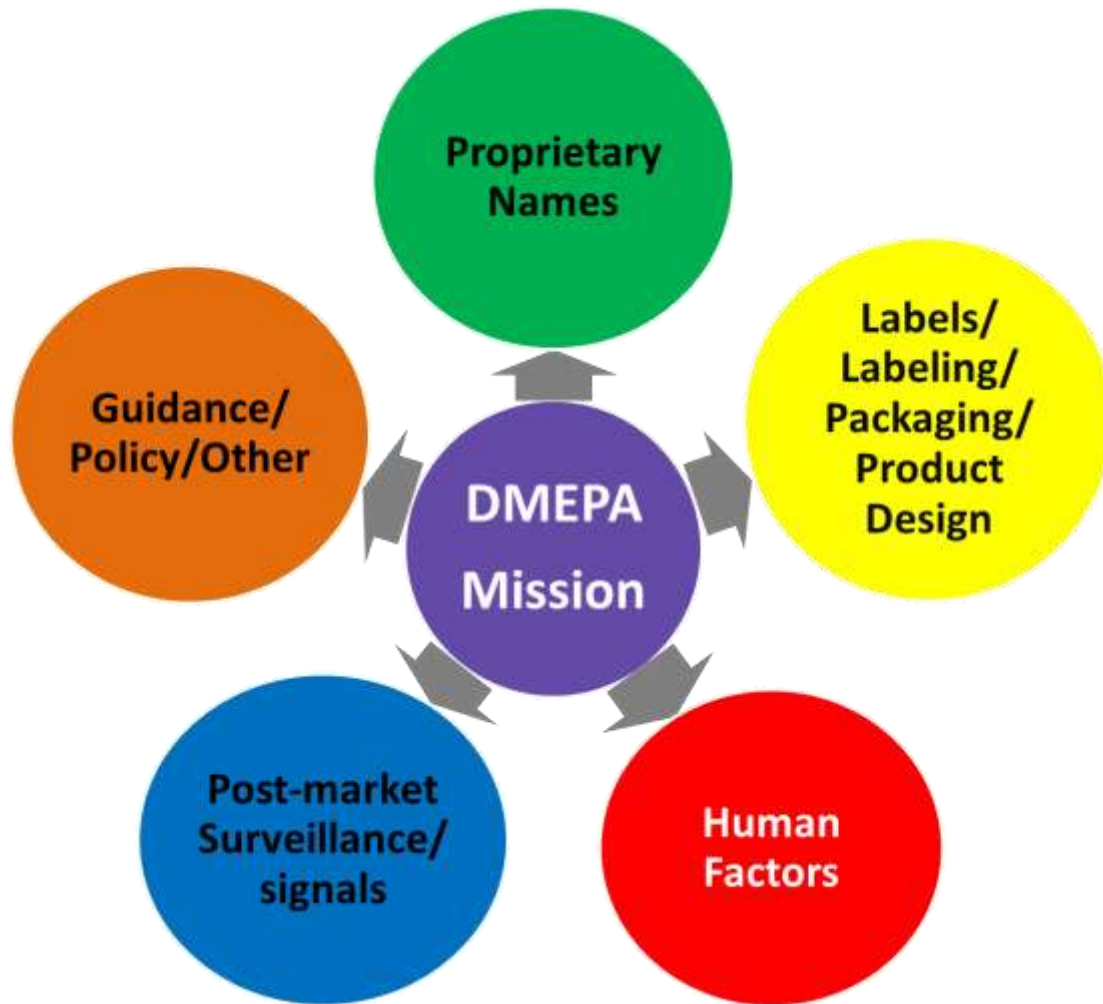 Proprietary
Names
Labels/
Labeling/
Packaging/
Product
Design
Guidance/
Policy/Other
DMEPA
Mission
Post-market
Surveillance/
signals
Human
Factors